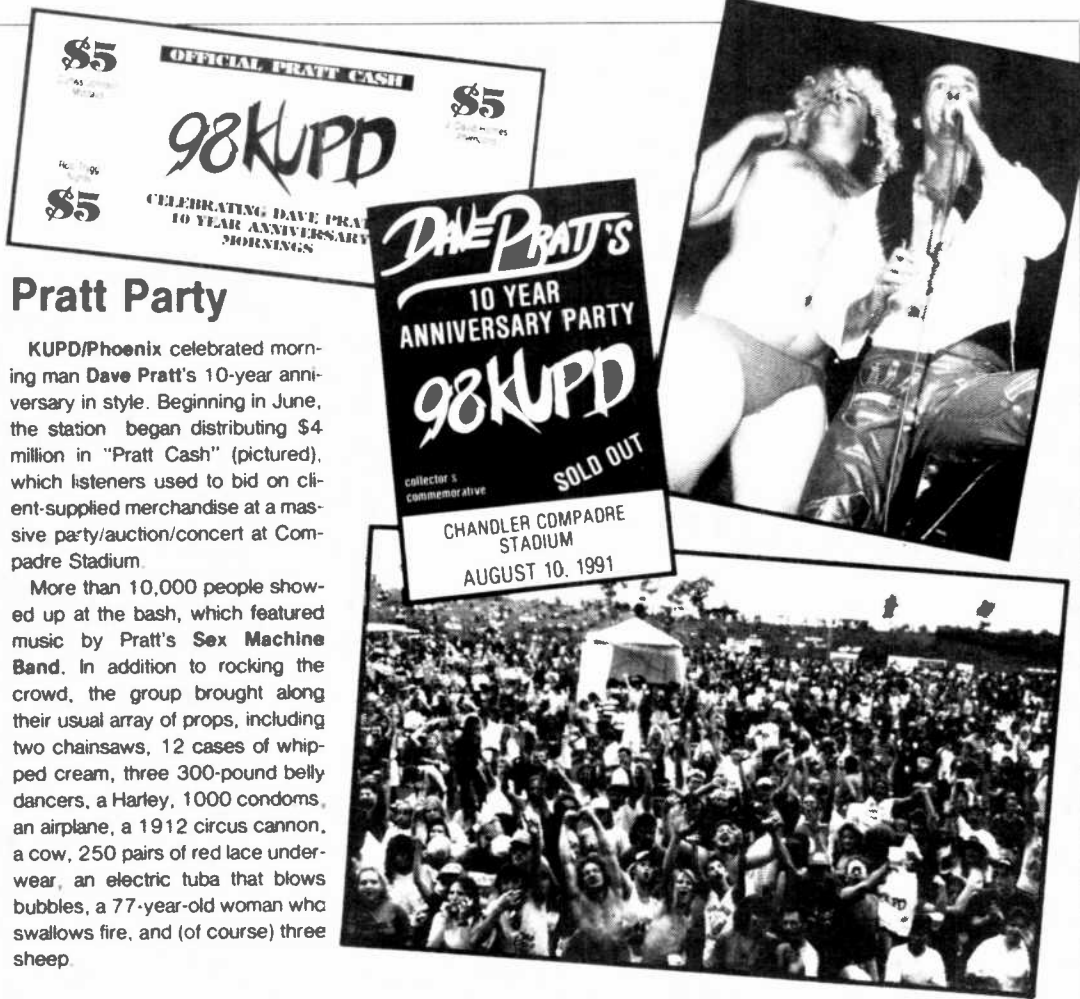 $5
OFFICIAL PRATT CASH
$5
98KUPD
$5
CELEBRATING DAVE
10 YEAR ANNIVERSARY
MORNINGS
DAVE PRATT'S
10 YEAR
ANNIVERSARY PARTY
98KUPD
SOLD OUT
collector s
commemorative
CHANDLER COMPADRE
STADIUM
AUGUST 10. 1991
Pratt Party
KUPD/Phoenix celebrated morn-
ing man Dave Pratt's 10-year anni-
versary in style. Beginning in June,
the station began distributing $4
million in "Pratt Cash" (pictured),
which listeners used to bid on cli-
ent-supplied merchandise at a mas-
sive party/auction/concert at Com-
padre Stadium.
More than 10,000 people show-
ed up at the bash, which featured
music by Pratt's Sex Machine
Band. In addition to rocking the
crowd, the group brought along
their usual array of props, including
two chainsaws, 12 cases of whip-
ped cream, three 300-pound belly
dancers, a Harley, 1000 condoms,
an airplane, a 1912 circus cannon,
a cow, 250 pairs of red lace under-
wear, an electric tuba that blows
bubbles, a 77-year-old woman who
swallows fire, and (of course) three
sheep.
KUPD